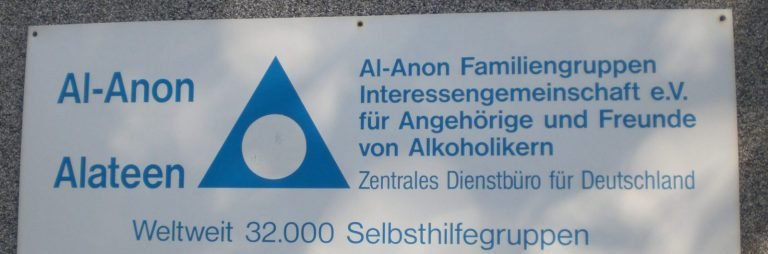 Al-Anon
Alateen
Al-Anon Familiengruppen
Interessengemeinschaft e.V.
für Angehörige und Freunde
von Alkoholikern
Zentrales Dienstbüro für Deutschland
Weltweit 32.000 Selbsthilfegruppen